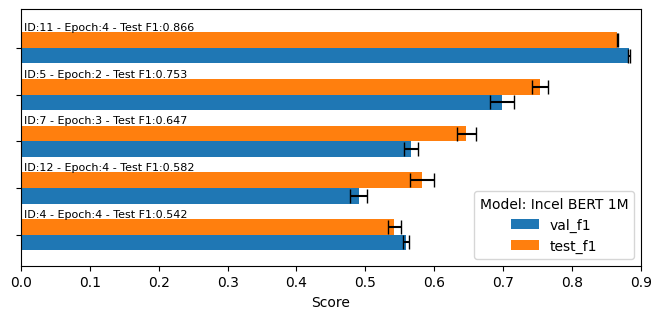 ID:11 - Epoch:4 - Test F1:0.866
ID:5 - Epoch:2 - Test F1:0.753
ID:7 - Epoch:3 - Test F1:0.647
ID:12 - Epoch:4 - Test F1:0.582
ID:4 - Epoch:4 - Test F1:0.542
Model: Incel BERT 1M
val_f1
test_f1
0.0 0.1 0.2 0.3 0.4 0.5 0.6 0.7 0.8 0.9
Score